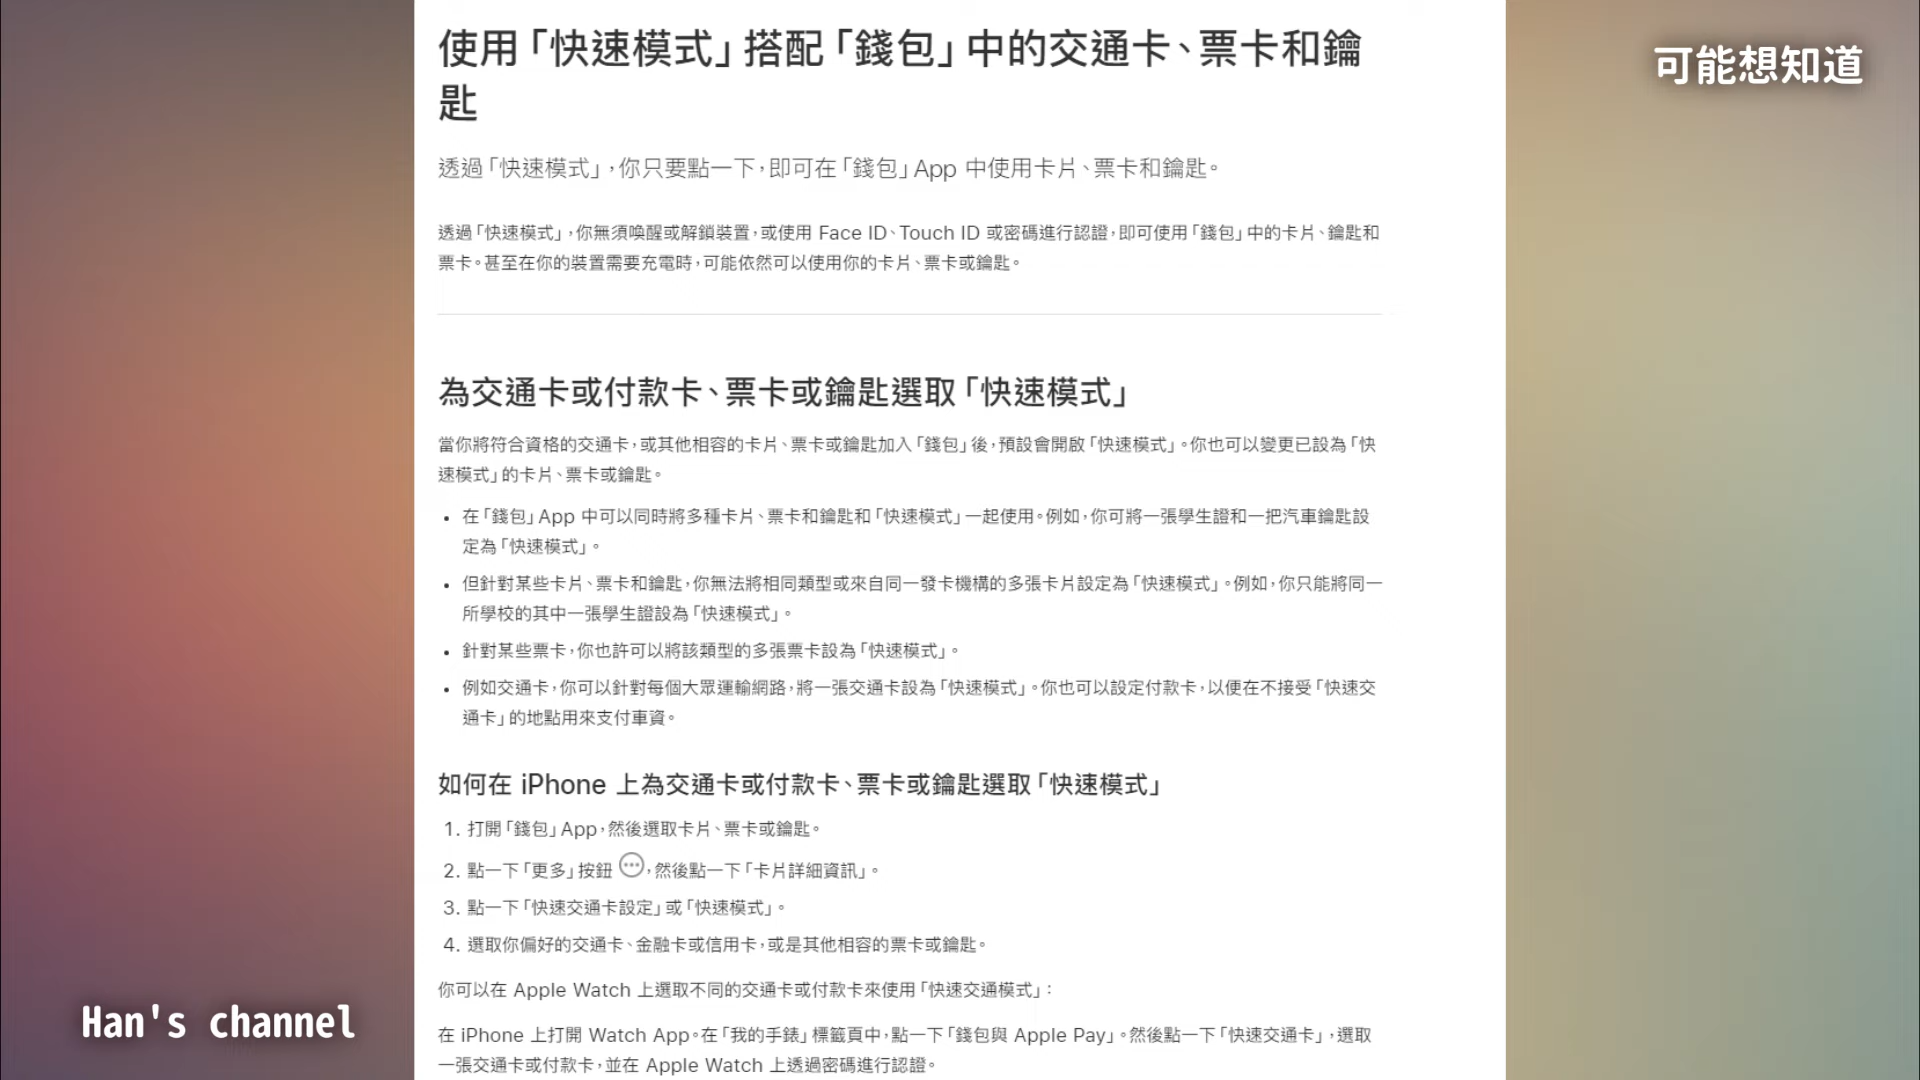 使用「快速模式」搭配「錢包」中的交通卡、票卡和鑰
匙
可能想知道
透過「快速模式」,你只要點一下,即可在「錢包」App 中使用卡片、票卡和鑰匙。
透過「快速模式」,你無須喚醒或解鎖裝置,或使用 Face ID、Touch ID 或密碼進行認證,即可使用「錢包」中的卡片、鑰匙和
票卡。甚至在你的裝置需要充電時,可能依然可以使用你的卡片、票卡或鑰匙。
為交通卡或付款卡、票卡或鑰匙選取「快速模式」
當你將符合資格的交通卡,或其他相容的卡片、票卡或鑰匙加入「錢包」後,預設會開啟「快速模式」。你也可以變更已設為「快
速模式」的卡片、票卡或鑰匙。
• 在「錢包」App 中可以同時將多種卡片、票卡和鑰匙和「快速模式」一起使用。例如,你可將一張學生證和一把汽車鑰匙設
定為「快速模式」。
• 但針對某些卡片、票卡和鑰匙,你無法將相同類型或來自同一發卡機構的多張卡片設定為「快速模式」。例如,你只能將同一
所學校的其中一張學生證設為「快速模式」。
• 針對某些票卡,你也許可以將該類型的多張票卡設為「快速模式」。
• 例如交通卡,你可以針對每個大眾運輸網路,將一張交通卡設為「快速模式」。你也可以設定付款卡,以便在不接受「快速交
通卡」的地點用來支付車資。
如何在 iPhone 上為交通卡或付款卡、票卡或鑰匙選取「快速模式」
1. 打開「錢包」App,然後選取卡片、票卡或鑰匙。
2. 點一下「更多」按鈕 ,然後點一下「卡片詳細資訊」。
3. 點一下「快速交通卡設定」或「快速模式」。
4. 選取你偏好的交通卡、金融卡或信用卡,或是其他相容的票卡或鑰匙。
你可以在 Apple Watch 上選取不同的交通卡或付款卡來使用「快速交通模式」:
在 iPhone 上打開 Watch App。在「我的手錶」標籤頁中,點一下「錢包與 Apple Pay」。然後點一下「快速交通卡」,選取
一張交通卡或付款卡,並在 Apple Watch 上透過密碼進行認證。
Han's channel